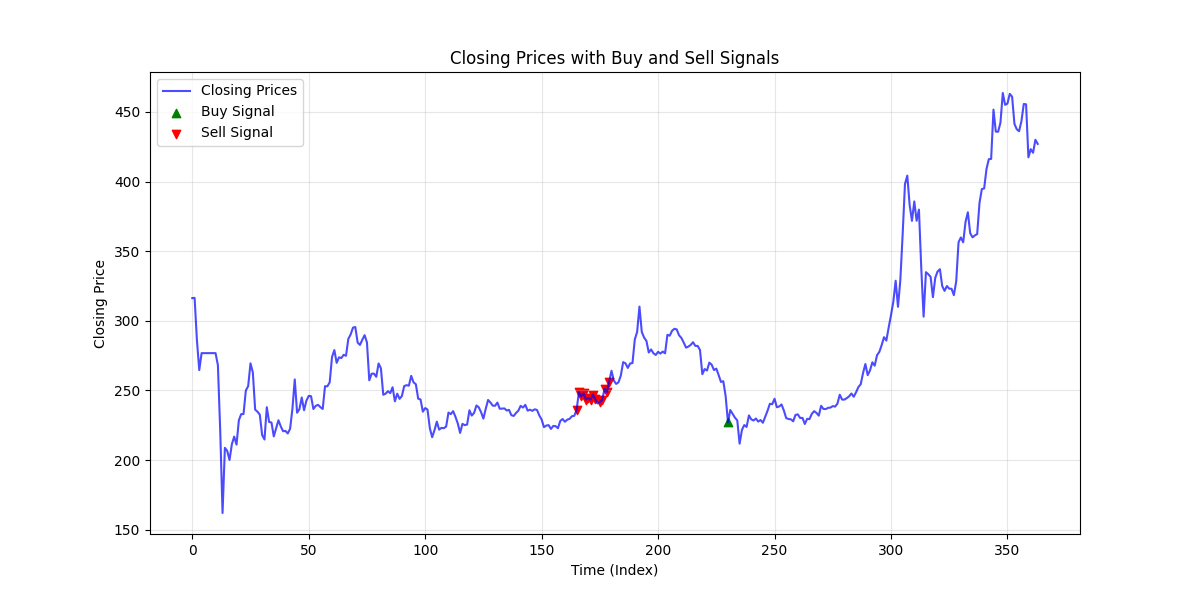 Closing Prices with Buy and Sell Signals
Closing Prices
Buy Signal
Sell Signal
Closing Price
450
400
350
300
250
200
150
0 50 100 150 200 250 300 350
Time (Index)